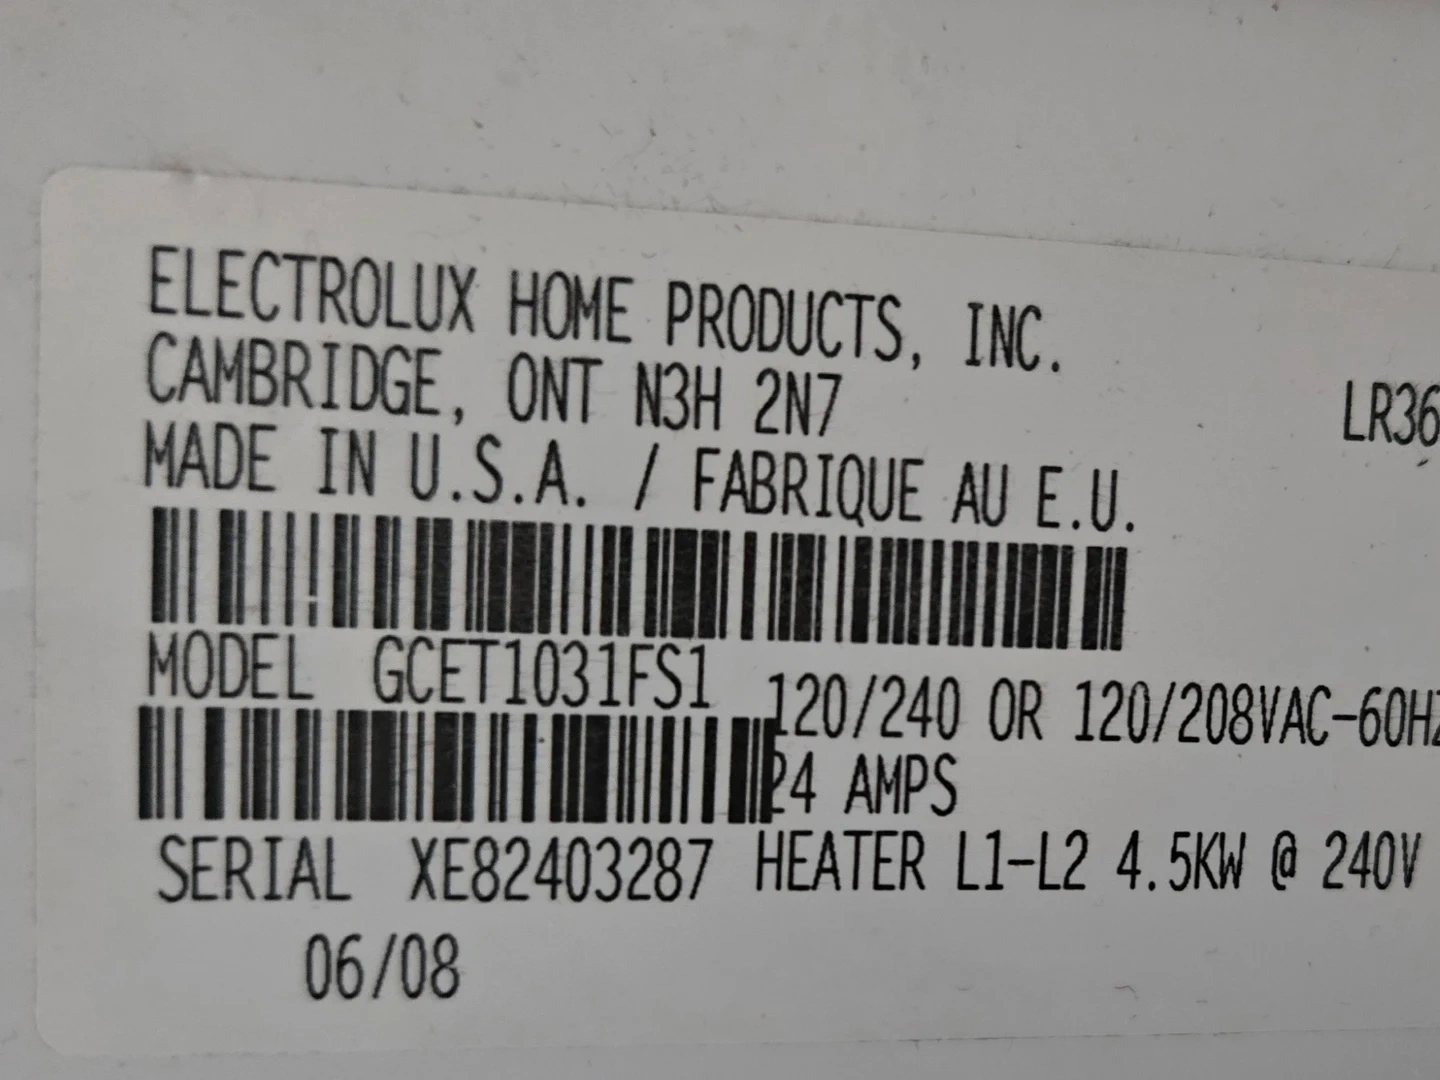 ELECTROLUX HOME PRODUCTS, INC.
CAMBRIDGE, ONT N3H 2N7
LR36
MADE IN U.S.A. / FABRIQUE AU E.U.
MODEL GCET1031FS1
120/240 OR 120/208VAC-60HZ
24 AMPS
SERIAL XE82403287
HEATER L1-L2 4.5KW @ 240V
06/08